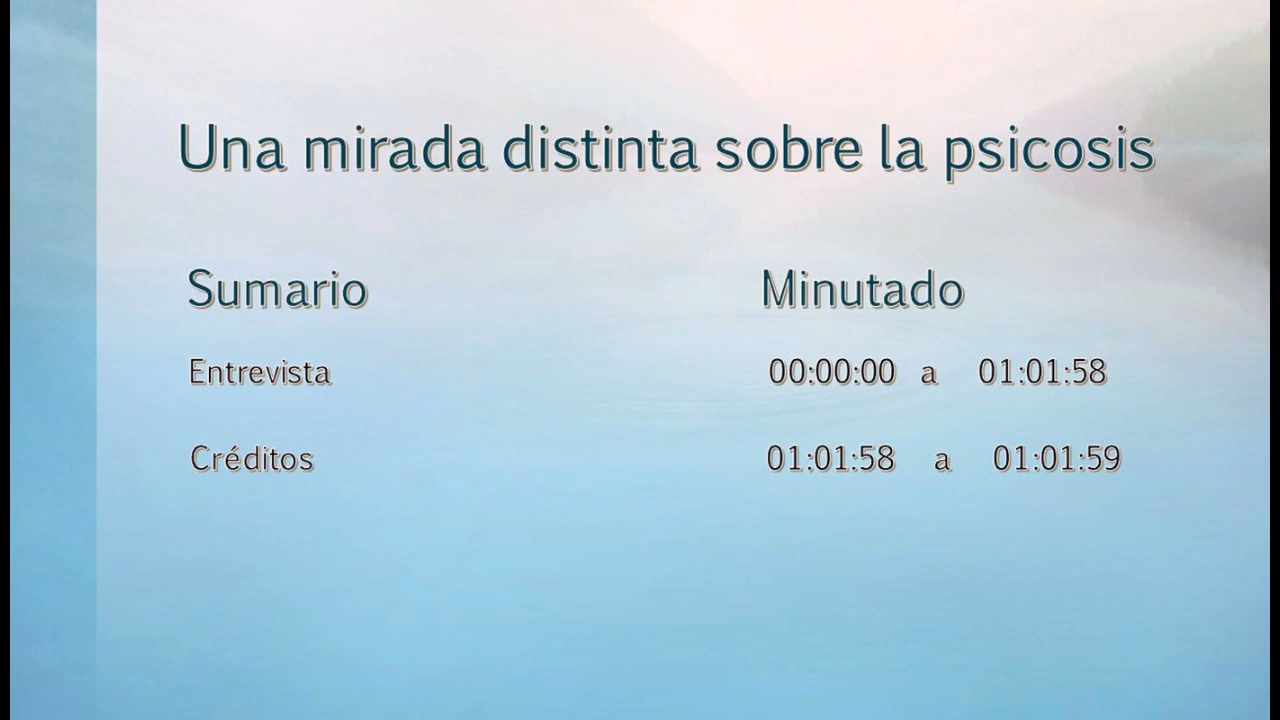 Una mirada distinta sobre la psicosis
Sumario Minutado
Entrevista 00:00:00 a 01:01:58
Créditos 01:01:58 a 01:01:59